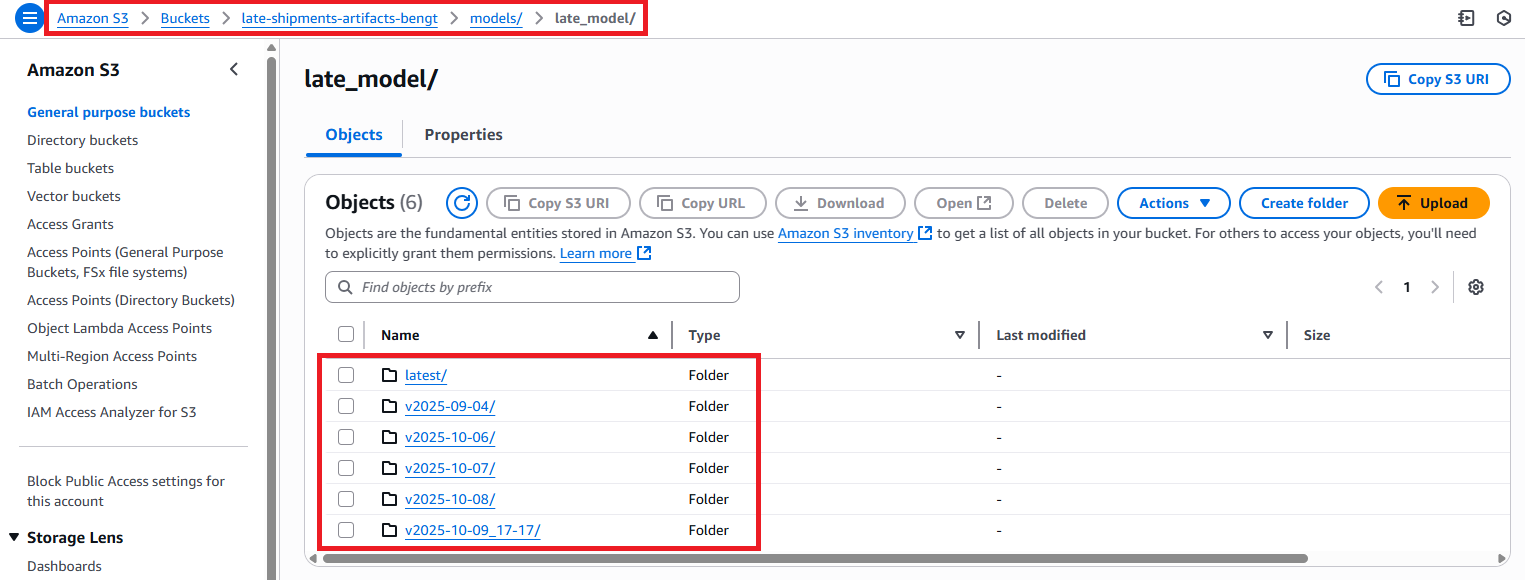 Amazon S3 > Buckets > late-shipments-artifacts-bengt > models/ > late_model/
Amazon S3
General purpose buckets
Directory buckets
Table buckets
Vector buckets
Access Grants
Access Points (General Purpose
Buckets, FSx file systems)
Access Points (Directory Buckets)
Object Lambda Access Points
Multi-Region Access Points
Batch Operations
IAM Access Analyzer for S3
Block Public Access settings for
this account
Storage Lens
Dashboards
late_model/
Copy S3 URI
Objects Properties
Objects (6) Copy S3 URI Copy URL Download Open Delete Actions Create folder Upload
Objects are the fundamental entities stored in Amazon S3. You can use Amazon S3 inventory to get a list of all objects in your bucket. For others to access your objects, you'll need
to explicitly grant them permissions. Learn more
Find objects by prefix
1
Name Type Last modified Size
latest/ Folder -
v2025-09-04/ Folder -
v2025-10-06/ Folder -
v2025-10-07/ Folder -
v2025-10-08/ Folder -
v2025-10-09_17-17/ Folder -